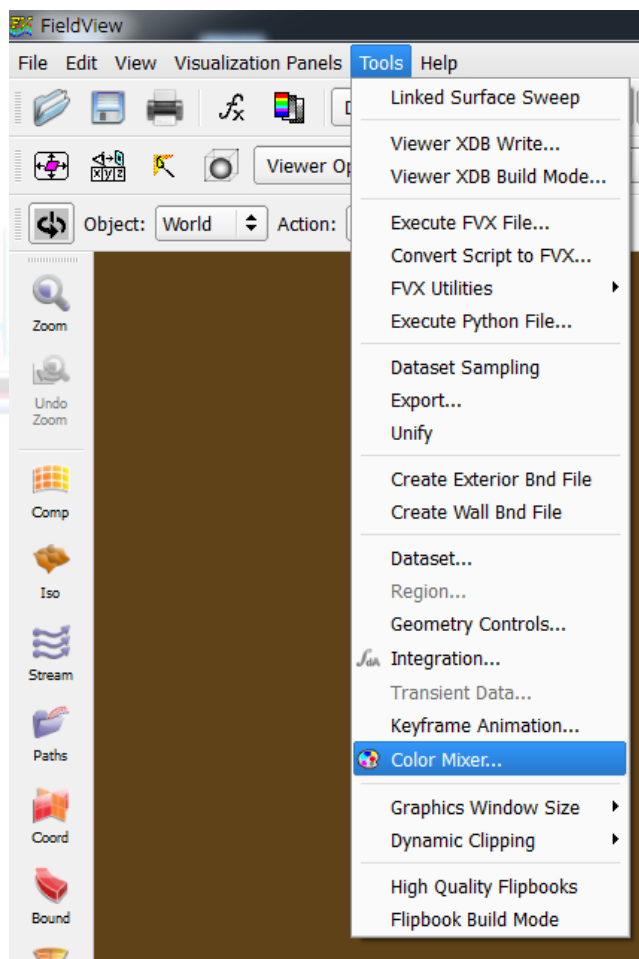 FieldView
File Edit View Visualization Panels Tools Help
Viewer
Object: World Action:
Zoom
Undo
Zoom
Comp
Iso
Stream
Paths
Coord
Bound
Linked Surface Sweep
Viewer XDB Write...
Viewer XDB Build Mode...
Execute FVX File...
Convert Script to FVX...
FVX Utilities
Execute Python File...
Dataset Sampling
Export...
Unify
Create Exterior Bnd File
Create Wall Bnd File
Dataset...
Region...
Geometry Controls...
Integration...
Transient Data...
Keyframe Animation...
Color Mixer...
Graphics Window Size
Dynamic Clipping
High Quality Flipbooks
Flipbook Build Mode